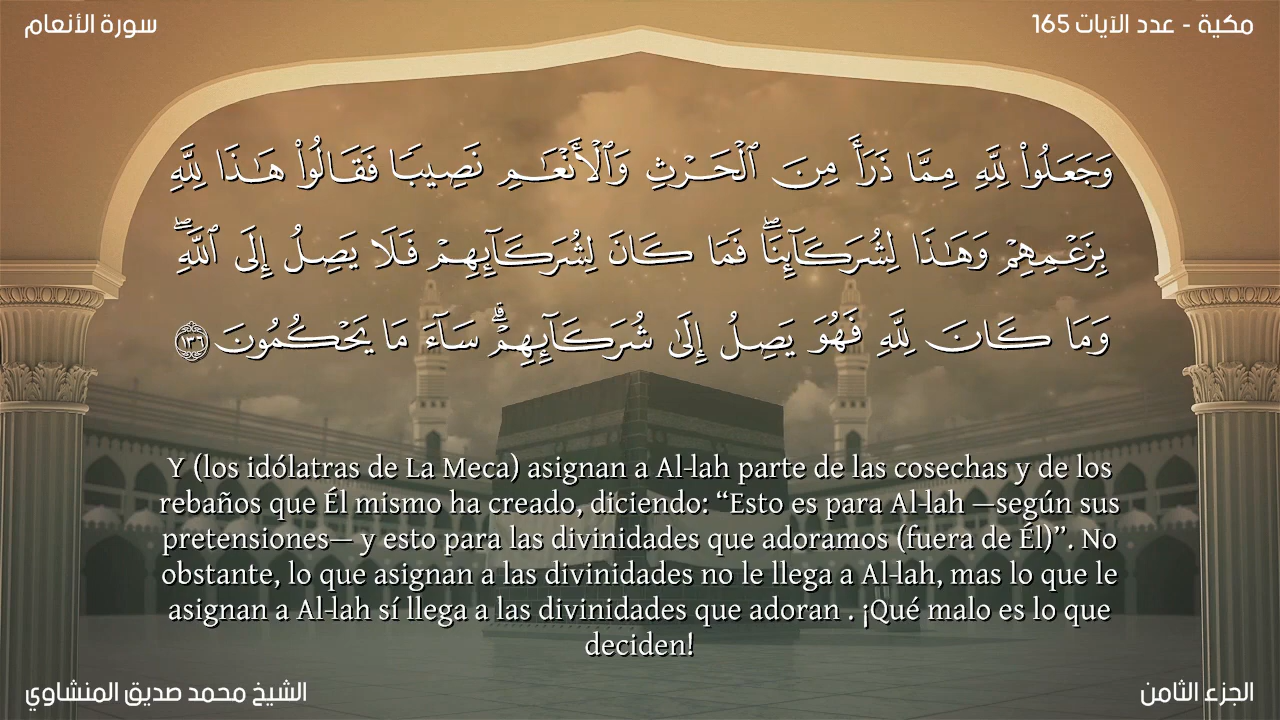 سورة الأنعام
مكية - عدد الآيات 165
وَجَعَلُوا۟ لِلَّهِ مِمَّا ذَرَأَ مِنَ ٱلْحَرْثِ وَٱلْأَنْعَـٰمِ نَصِيبًا فَقَالُوا۟ هَـٰذَا لِلَّهِ
بِزَعْمِهِمْ وَهَـٰذَا لِشُرَكَآئِنَا ۖ فَمَا كَانَ لِشُرَكَآئِهِمْ فَلَا يَصِلُ إِلَى ٱللَّهِ ۖ
وَمَا كَانَ لِلَّهِ فَهُوَ يَصِلُ إِلَىٰ شُرَكَآئِهِمْ ۗ سَآءَ مَا يَحْكُمُونَ ١٣٦
Y (los idólatras de La Meca) asignan a Al-lah parte de las cosechas y de los
rebaños que Él mismo ha creado, diciendo: “Esto es para Al-lah —según sus
pretensiones— y esto para las divinidades que adoramos (fuera de Él)”. No
obstante, lo que asignan a las divinidades no le llega a Al-lah, mas lo que le
asignan a Al-lah sí llega a las divinidades que adoran . ¡Qué malo es lo que
deciden!
الشيخ محمد صديق المنشاوي
الجزء الثامن